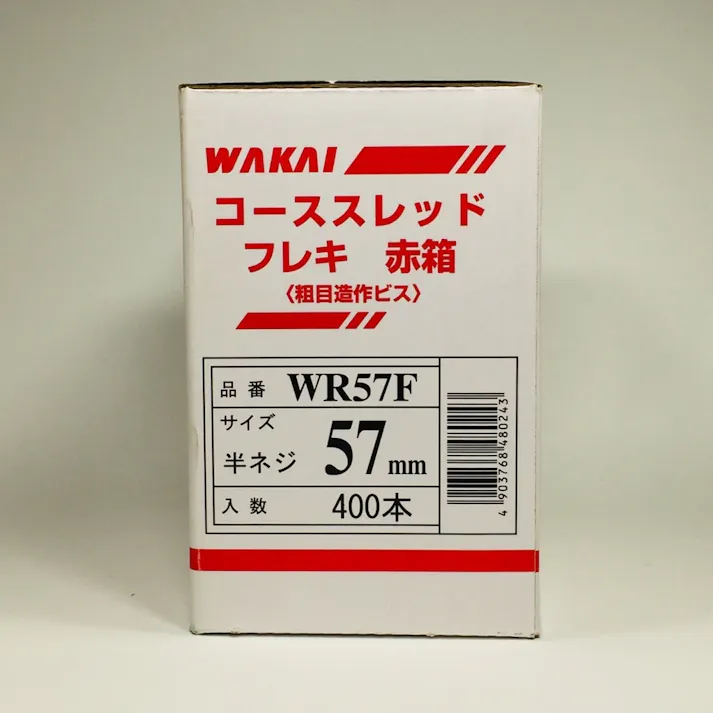 WAKAI
コーススレッド
フレキ 赤箱
〈粗目造作ビス〉
品番 WR57F
サイズ
半ネジ 57mm
入数 400本
4 903768 480243